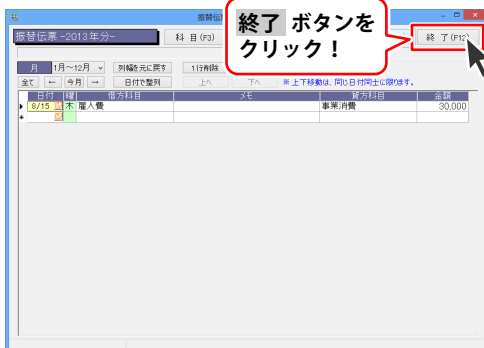 振替伝票
終了 ボタンを
クリック！
振替伝票 -2013年分-
科 目(F3)
終 了(F12)
月 1月～12月 列幅を元に戻す 1行削除
全て ← 今月 → 日付で整列 上へ 下へ ※上下移動は、同じ日付同士に限ります。
日付 曜 借方科目 メモ 貸方科目 金額
8/15 木 雇人費 事業消費 30,000